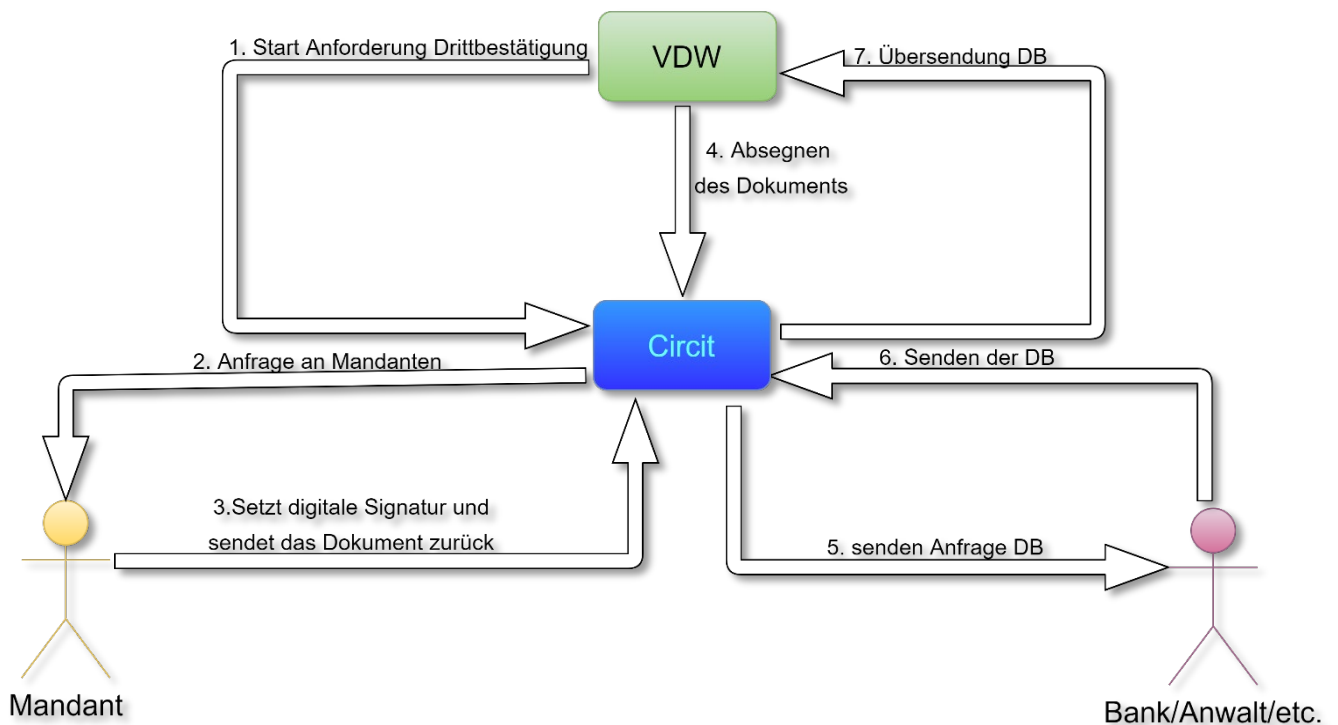 1. Start Anforderung Drittbestätigung
VDW
7. Übersendung DB
4. Absegnen
des Dokuments
Circit
2. Anfrage an Mandanten
6. Senden der DB
3.Setzt digitale Signatur und
sendet das Dokument zurück
5. senden Anfrage DB
Mandant
Bank/Anwalt/etc.